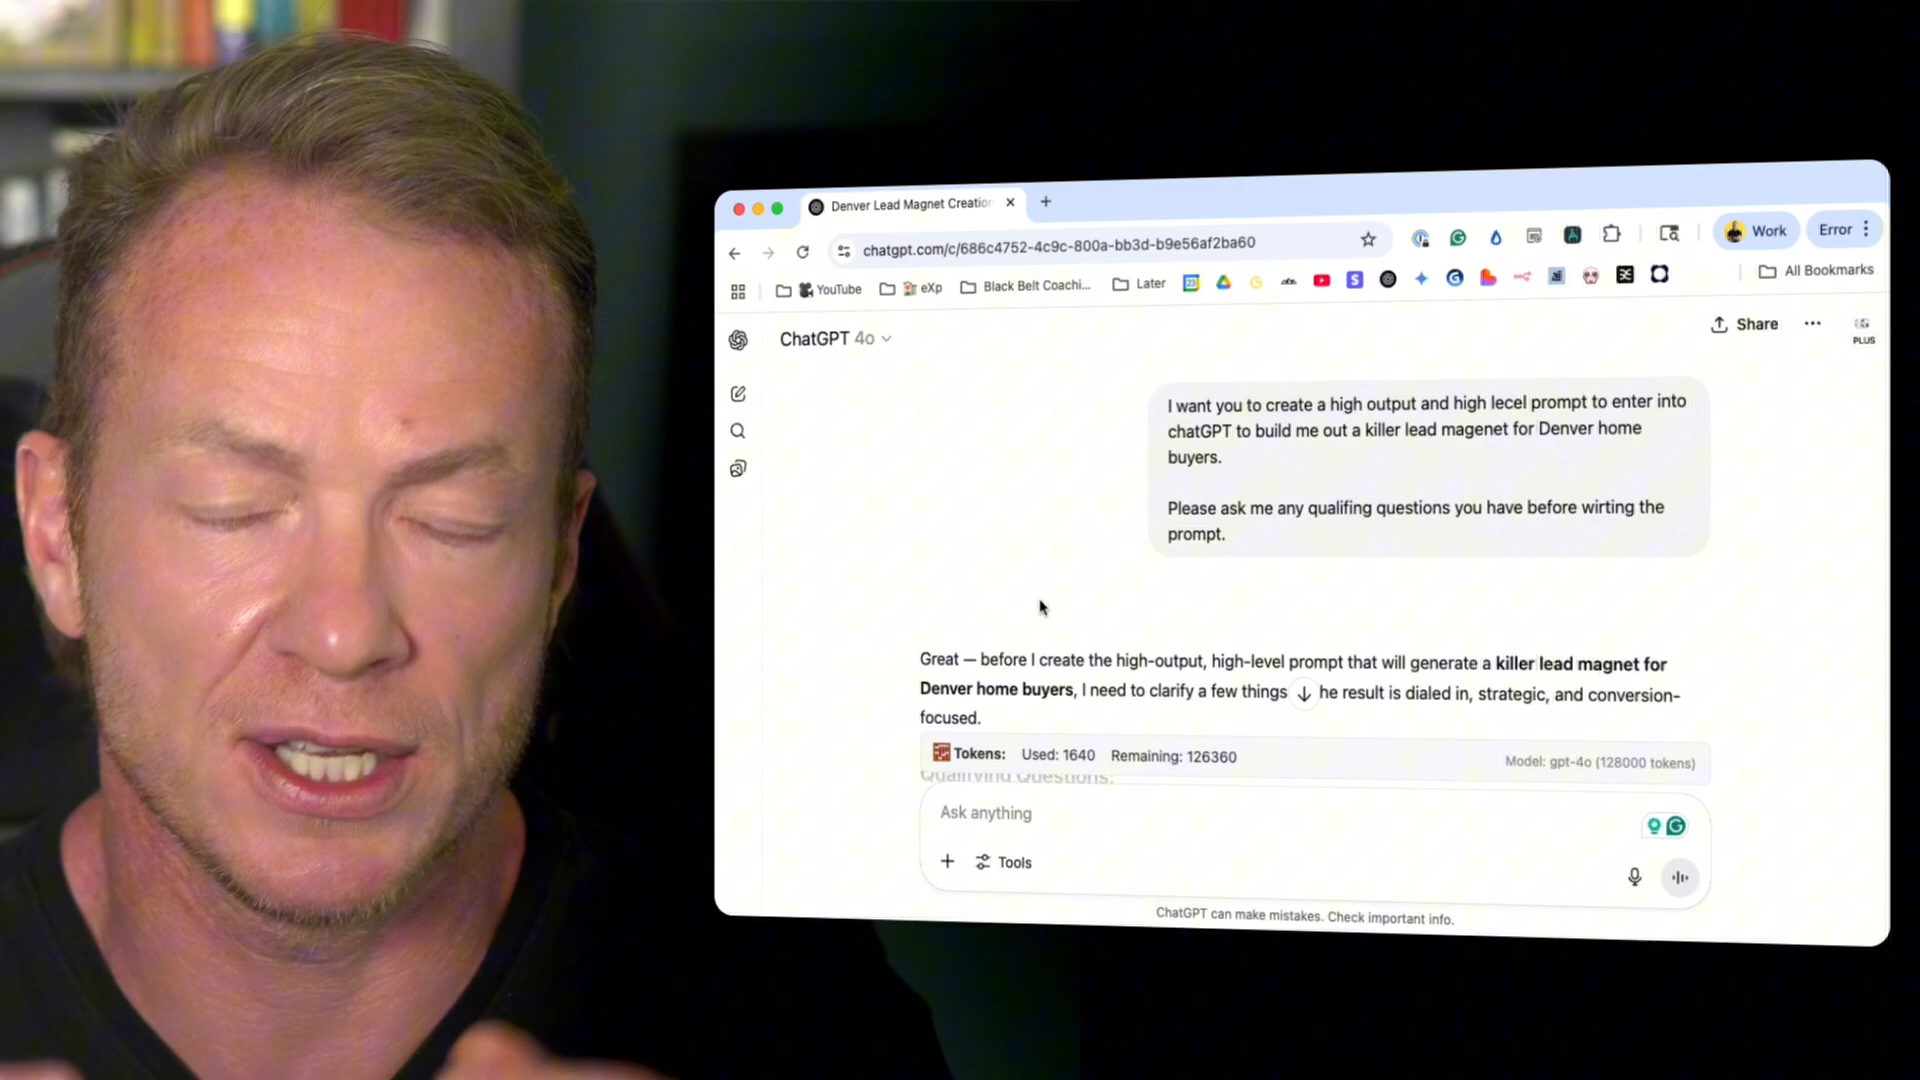 Denver Lead Magnet Creation
chatgpt.com/c/686c4752-4c9c-800a-bb3d-b9e56af2ba60
Work
Error
YouTube
eXp
Black Belt Coachi...
Later
All Bookmarks
ChatGPT 4o
Share
PLUS
I want you to create a high output and high lecel prompt to enter into
chatGPT to build me out a killer lead magenet for Denver home
buyers.
Please ask me any qualifing questions you have before wirting the
prompt.
Great — before I create the high-output, high-level prompt that will generate a killer lead magnet for
Denver home buyers, I need to clarify a few things he result is dialed in, strategic, and conversion-
focused.
Tokens: Used: 1640 Remaining: 126360
Model: gpt-4o (128000 tokens)
Qualifying Questions:
Ask anything
Tools
ChatGPT can make mistakes. Check important info.